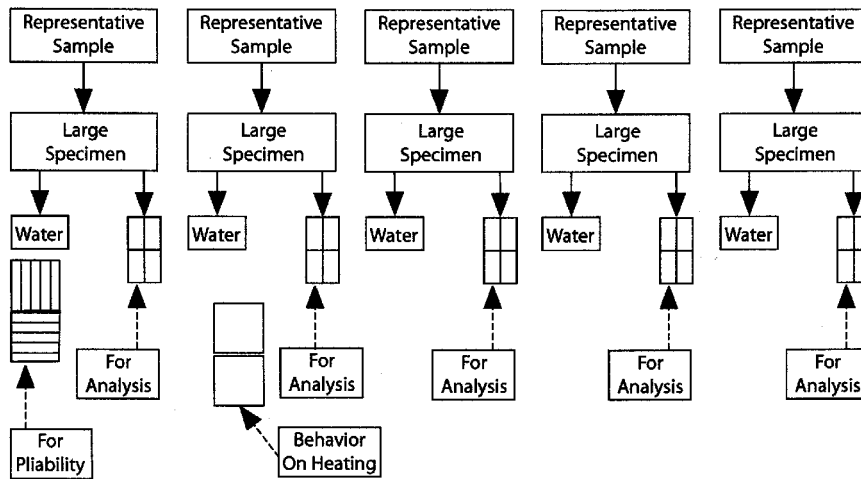 Representative
Sample
Representative
Sample
Representative
Sample
Representative
Sample
Representative
Sample
Large
Specimen
Large
Specimen
Large
Specimen
Large
Specimen
Large
Specimen
Water
Water
Water
Water
Water
For
Analysis
For
Analysis
For
Analysis
For
Analysis
For
Analysis
For
Pliability
Behavior
On Heating